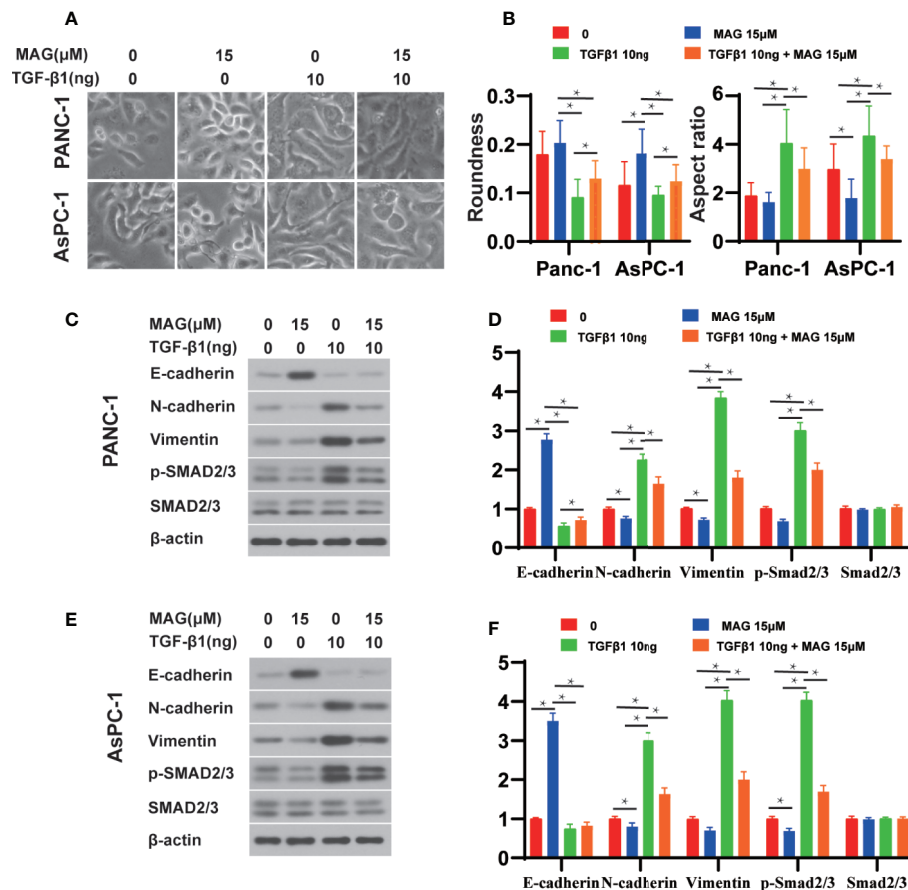 A
MAG(μM) 0 15 0 15
TGF-β1(ng) 0 0 10 10
PANC-1
AsPC-1
B
0
MAG 15μM
TGFβ1 10ng
TGFβ1 10ng + MAG 15μM
Roundness
0.3
0.2
0.1
0.0
* * * * * * * *
Panc-1 AsPC-1
Aspect ratio
6
4
2
0
* * * * * * *
Panc-1 AsPC-1
C
MAG(μM) 0 15 0 15
TGF-β1(ng) 0 0 10 10
PANC-1
E-cadherin
N-cadherin
Vimentin
p-SMAD2/3
SMAD2/3
β-actin
D
0
MAG 15μM
TGFβ1 10ng
TGFβ1 10ng + MAG 15μM
5
4
3
2
1
0
* * * * * * * * * * * * * * *
E-cadherin N-cadherin Vimentin p-Smad2/3 Smad2/3
E
MAG(μM) 0 15 0 15
TGF-β1(ng) 0 0 10 10
AsPC-1
E-cadherin
N-cadherin
Vimentin
p-SMAD2/3
SMAD2/3
β-actin
F
0
MAG 15μM
TGFβ1 10ng
TGFβ1 10ng + MAG 15μM
5
4
3
2
1
0
* * * * * * * * * * * * * *
E-cadherin N-cadherin Vimentin p-Smad2/3 Smad2/3